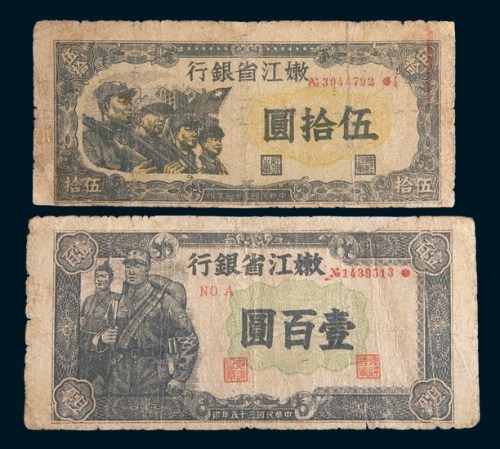 嫩江省銀行
№3044792
伍拾圓
伍拾
伍拾
嫩江省銀行
№1439513
NO A
壹百圓
中華民國三十五年印